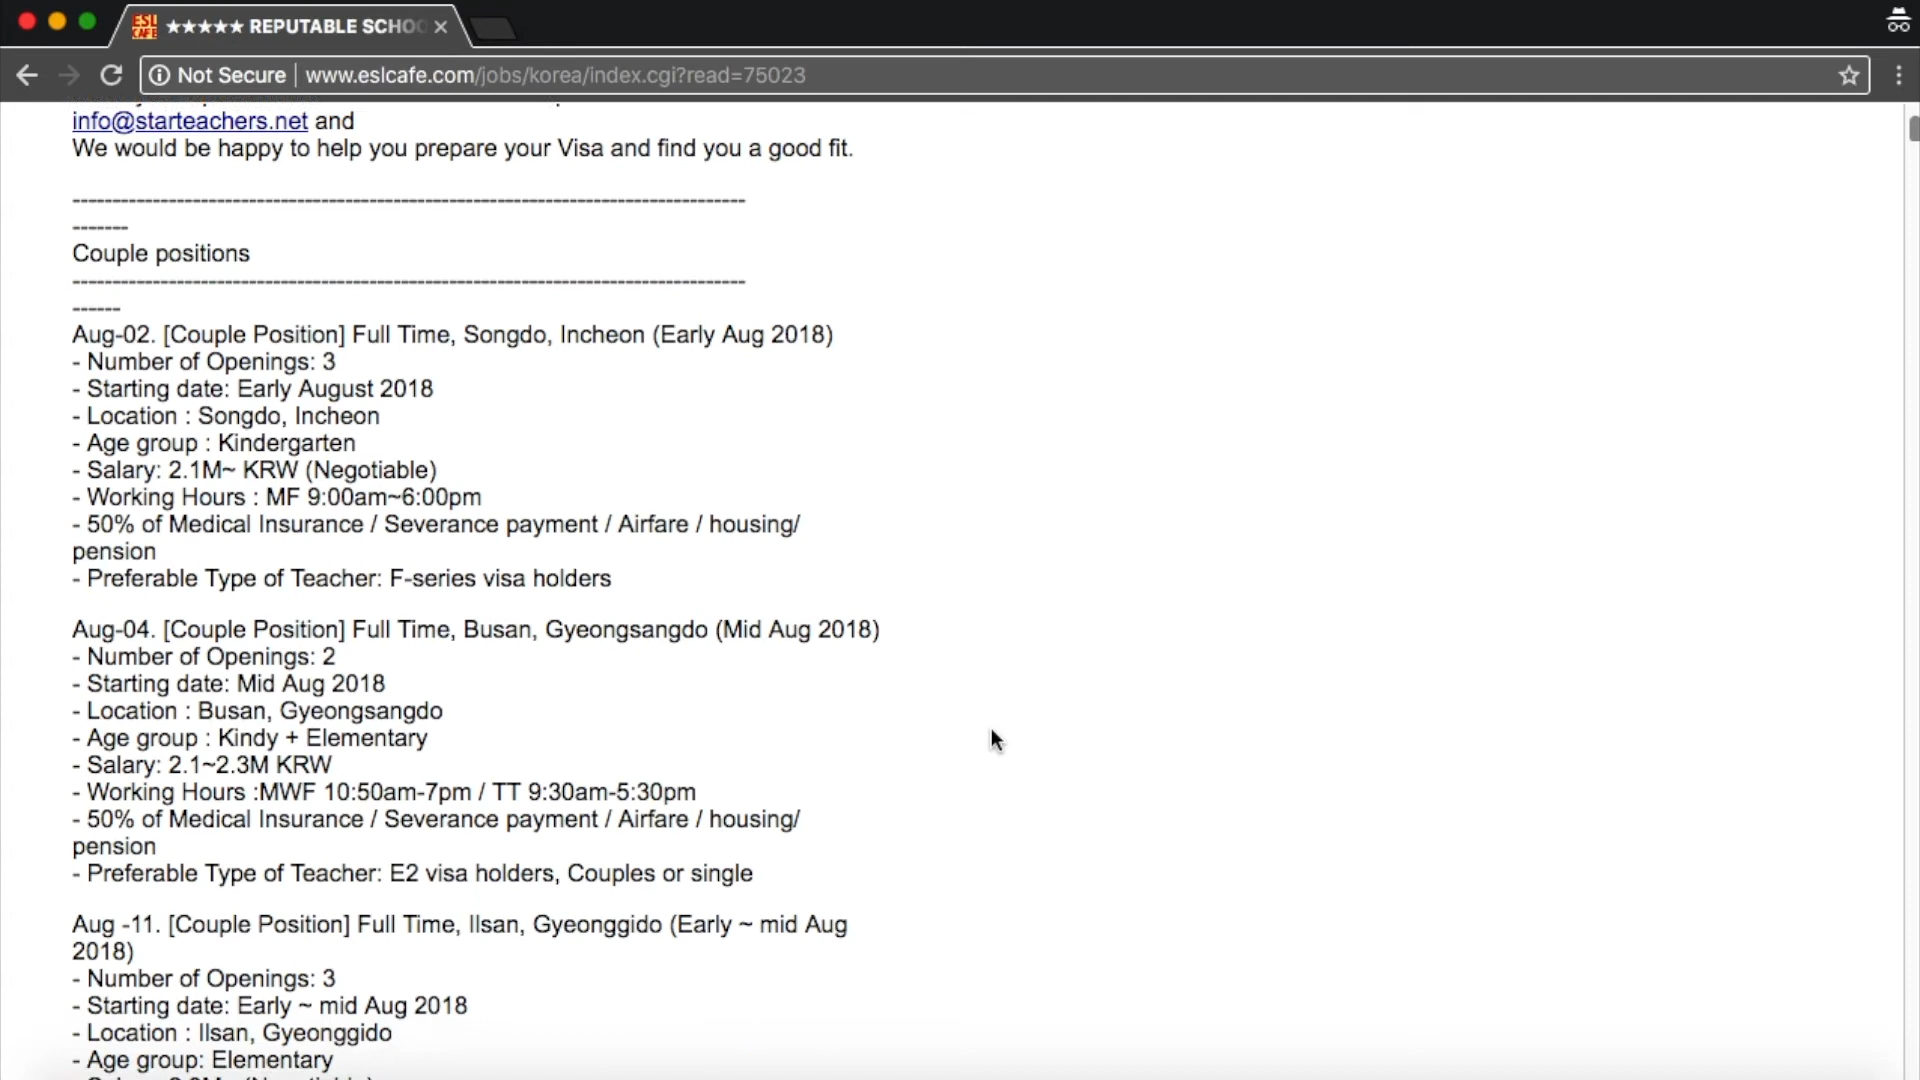 ★★★★★ REPUTABLE SCHO
Not Secure | www.eslcafe.com/jobs/korea/index.cgi?read=75023
info@starteachers.net and
We would be happy to help you prepare your Visa and find you a good fit.
------------------------------------------------------------------------------------
-------
Couple positions
------------------------------------------------------------------------------------
------
Aug-02. [Couple Position] Full Time, Songdo, Incheon (Early Aug 2018)
- Number of Openings: 3
- Starting date: Early August 2018
- Location : Songdo, Incheon
- Age group : Kindergarten
- Salary: 2.1M~ KRW (Negotiable)
- Working Hours : MF 9:00am~6:00pm
- 50% of Medical Insurance / Severance payment / Airfare / housing/
pension
- Preferable Type of Teacher: F-series visa holders
Aug-04. [Couple Position] Full Time, Busan, Gyeongsangdo (Mid Aug 2018)
- Number of Openings: 2
- Starting date: Mid Aug 2018
- Location : Busan, Gyeongsangdo
- Age group : Kindy + Elementary
- Salary: 2.1~2.3M KRW
- Working Hours :MWF 10:50am-7pm / TT 9:30am-5:30pm
- 50% of Medical Insurance / Severance payment / Airfare / housing/
pension
- Preferable Type of Teacher: E2 visa holders, Couples or single
Aug -11. [Couple Position] Full Time, Ilsan, Gyeonggido (Early ~ mid Aug
2018)
- Number of Openings: 3
- Starting date: Early ~ mid Aug 2018
- Location : Ilsan, Gyeonggido
- Age group: Elementary